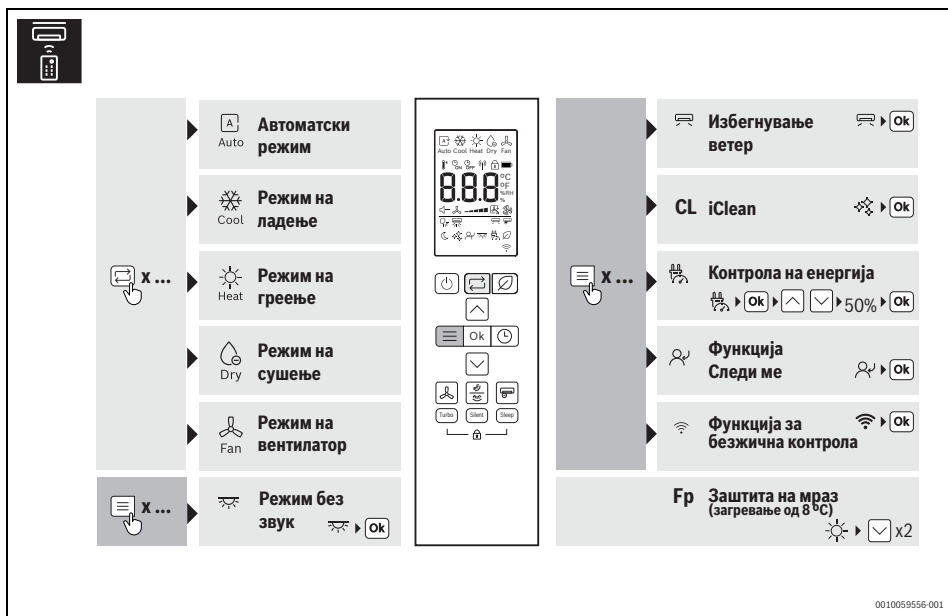 A
Auto
Автоматски
режим
Cool
Режим на
ладење
x ...
Heat
Режим на
греење
Dry
Режим на
сушење
Fan
Режим на
вентилатор
x ...
Режим без
звук
Ok
A
Auto Cool Heat Dry Fan
ON OFF
8.8.8
°C
°F
%RH
%
Ok
Turbo
Silent
Sleep
x ...
Избегнување
ветер
Ok
CL iClean
Ok
Контрола на енергија
Ok 50% Ok
Функција
Следи ме
Ok
Функција за
безжична контрола
Ok
Fp Заштита на мраз
(загревање од 8 °C)
x2
0010059556-001